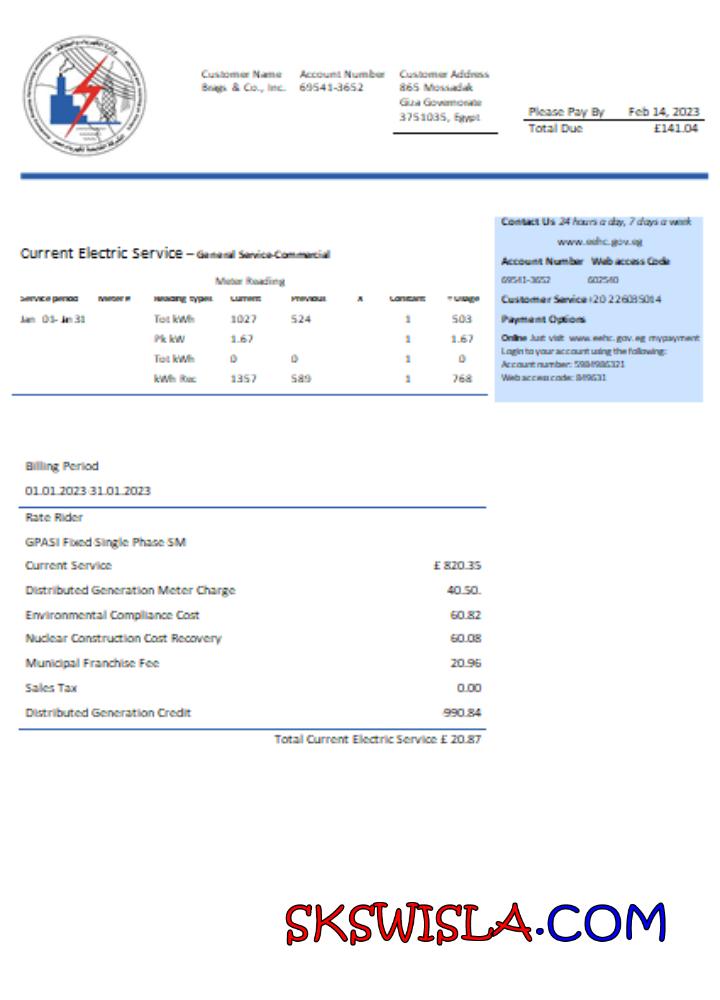 Customer Name Account Number Customer Address
Brags & Co., Inc. 69541-3652 865 Mossadak
Giza Governorate
3751035, Egypt
Please Pay By Feb 14, 2023
Total Due £141.04
Contact Us 24 hours a day, 7 days a week
www.eehc.gov.eg
Account Number Web access Code
69541-3652 602540
Customer Service +20 226035014
Payment Options
Online Just visit www.eehc.gov.eg mypayment
Login to your account using the following:
Account number: 5984986321
Web access code: 849631
Current Electric Service – General Service-Commercial
Meter Reading
Service period Meter # Reading types Current Previous X Constant = Usage
Jan 01- Jn 31 Tot kWh 1027 524 1 503
Pk kW 1.67 1 1.67
Tot kWh 0 0 1 0
kWh Rec 1357 589 1 768
Billing Period
01.01.2023-31.01.2023
Rate Rider
GPASI Fixed Single Phase SM
Current Service £ 820.35
Distributed Generation Meter Charge 40.50.
Environmental Compliance Cost 60.82
Nuclear Construction Cost Recovery 60.08
Municipal Franchise Fee 20.96
Sales Tax 0.00
Distributed Generation Credit -990.84
Total Current Electric Service £ 20.87
SKSWISLA.COM